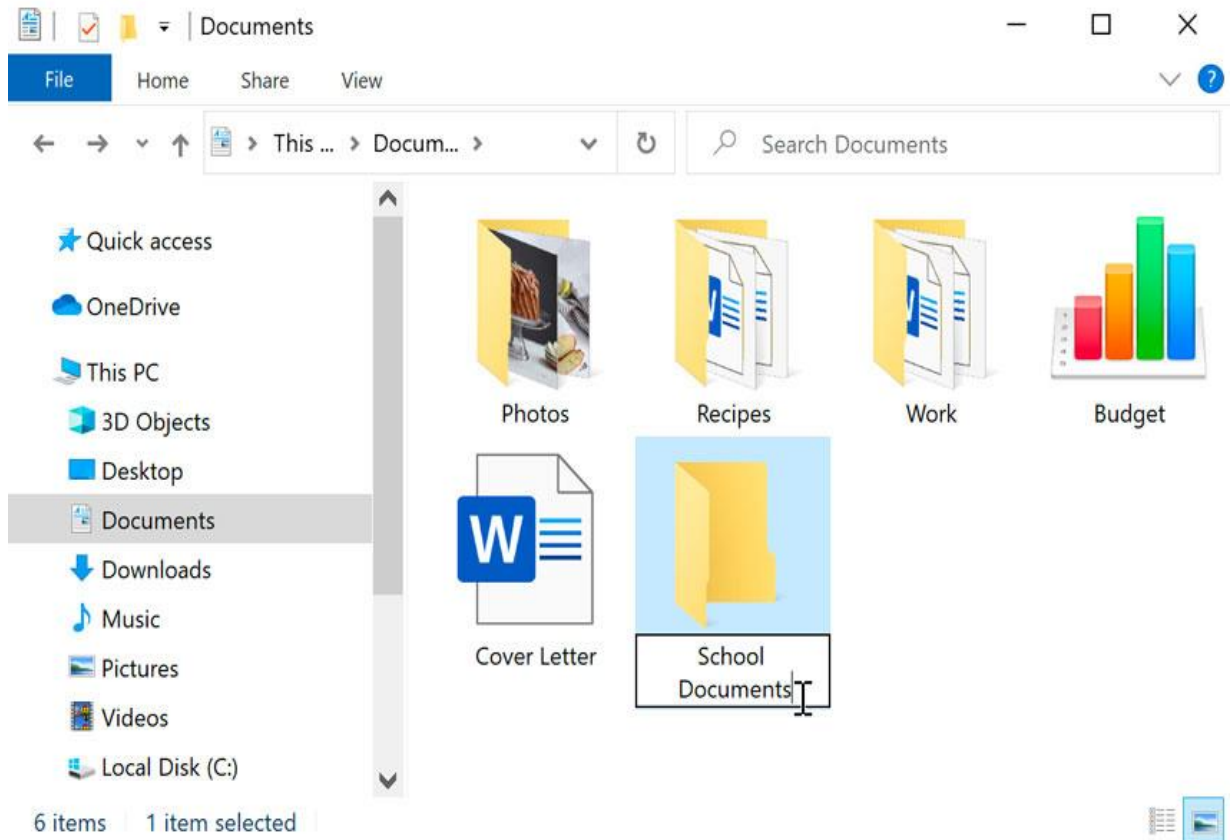 Documents
File Home Share View ?
This ... Docum... Search Documents
Quick access
OneDrive
This PC
3D Objects
Desktop
Documents
Downloads
Music
Pictures
Videos
Local Disk (C:)
Photos Recipes Work Budget
W
Cover Letter
School
Documents
6 items 1 item selected